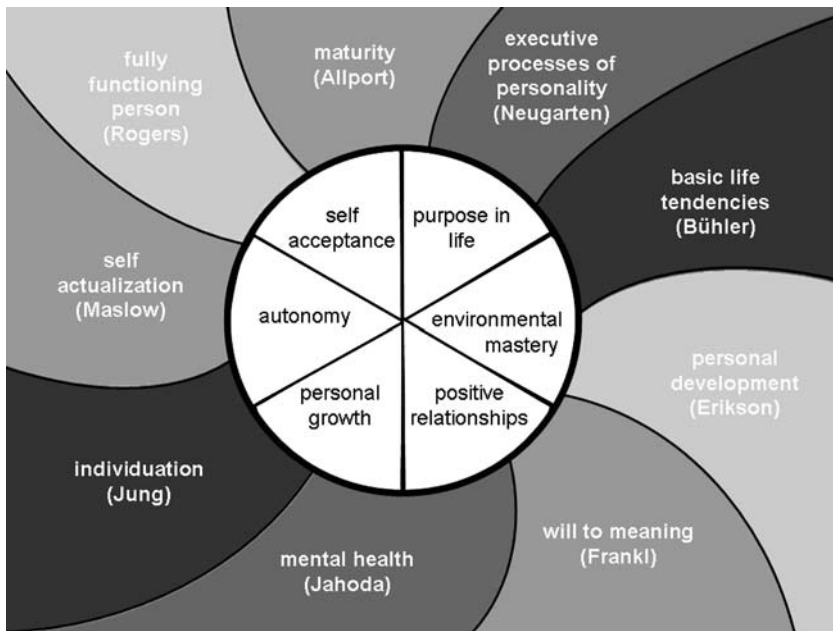 fully
functioning
person
(Rogers)
maturity
(Allport)
executive
processes of
personality
(Neugarten)
basic life
tendencies
(Bühler)
personal
development
(Erikson)
will to meaning
(Frankl)
mental health
(Jahoda)
individuation
(Jung)
self
actualization
(Maslow)
self
acceptance
purpose in
life
environmental
mastery
positive
relationships
personal
growth
autonomy